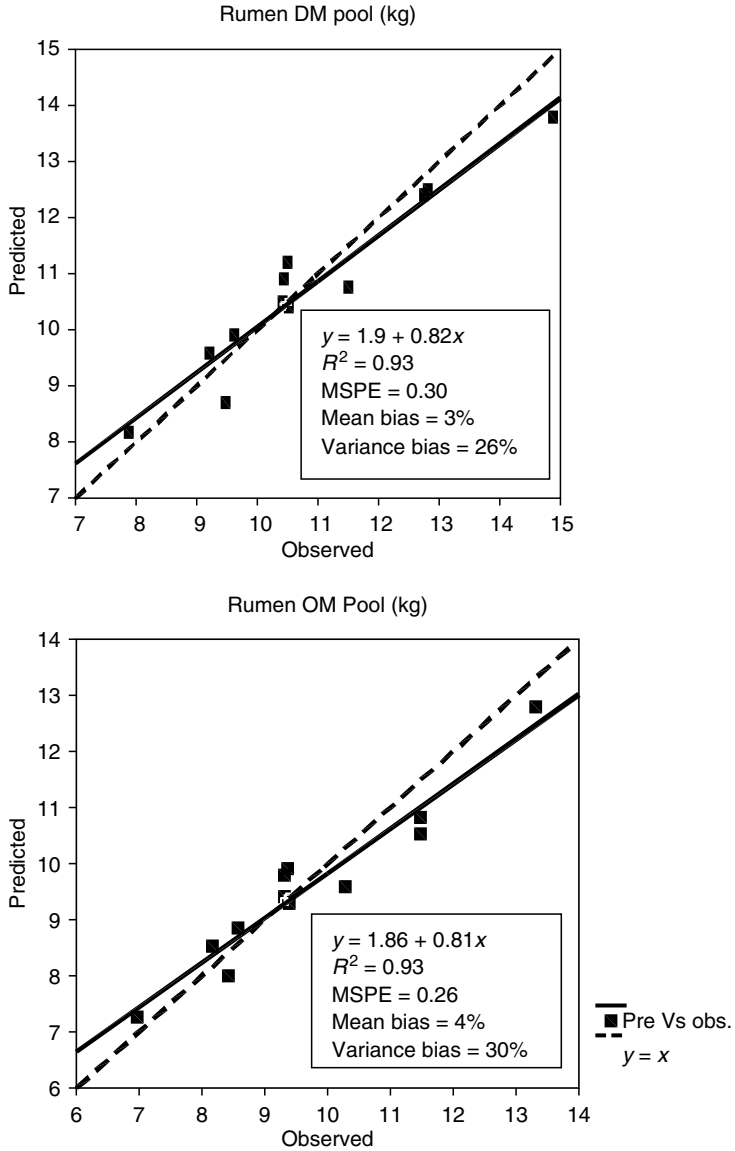 Rumen DM pool (kg)
15
14
13
12
11
10
9
8
7
Predicted
y = 1.9 + 0.82x
R² = 0.93
MSPE = 0.30
Mean bias = 3%
Variance bias = 26%
7 8 9 10 11 12 13 14 15
Observed
Rumen OM Pool (kg)
14
13
12
11
10
9
8
7
6
Predicted
y = 1.86 + 0.81x
R² = 0.93
MSPE = 0.26
Mean bias = 4%
Variance bias = 30%
6 7 8 9 10 11 12 13 14
Observed
Pre Vs obs.
y = x